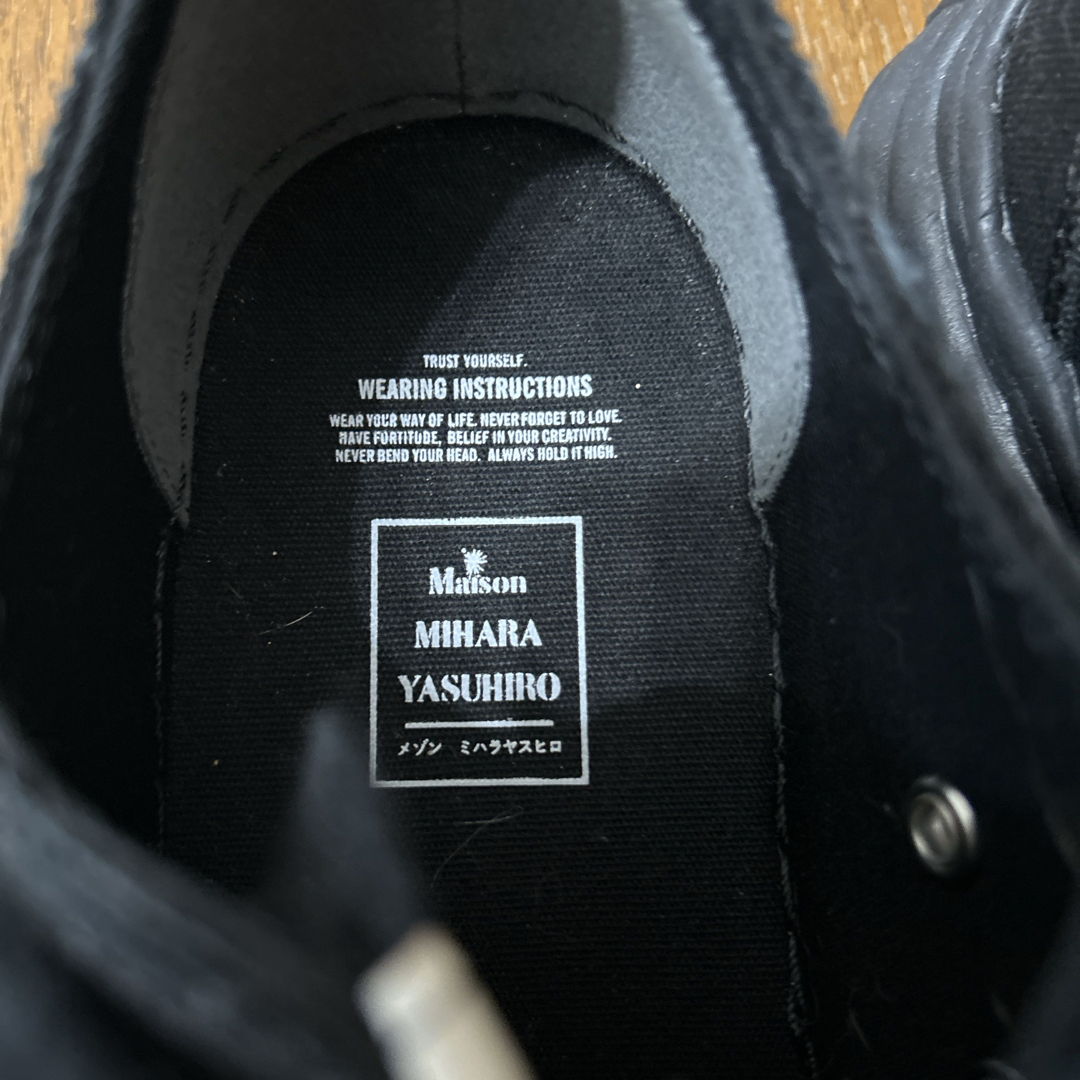 TRUST YOURSELF.
WEARING INSTRUCTIONS
WEAR YOUR WAY OF LIFE. NEVER FORGET TO LOVE.
HAVE FORTITUDE, BELIEF IN YOUR CREATIVITY.
NEVER BEND YOUR HEAD. ALWAYS HOLD IT HIGH.
Maison
MIHARA
YASUHIRO
メゾン ミハラヤスヒロ